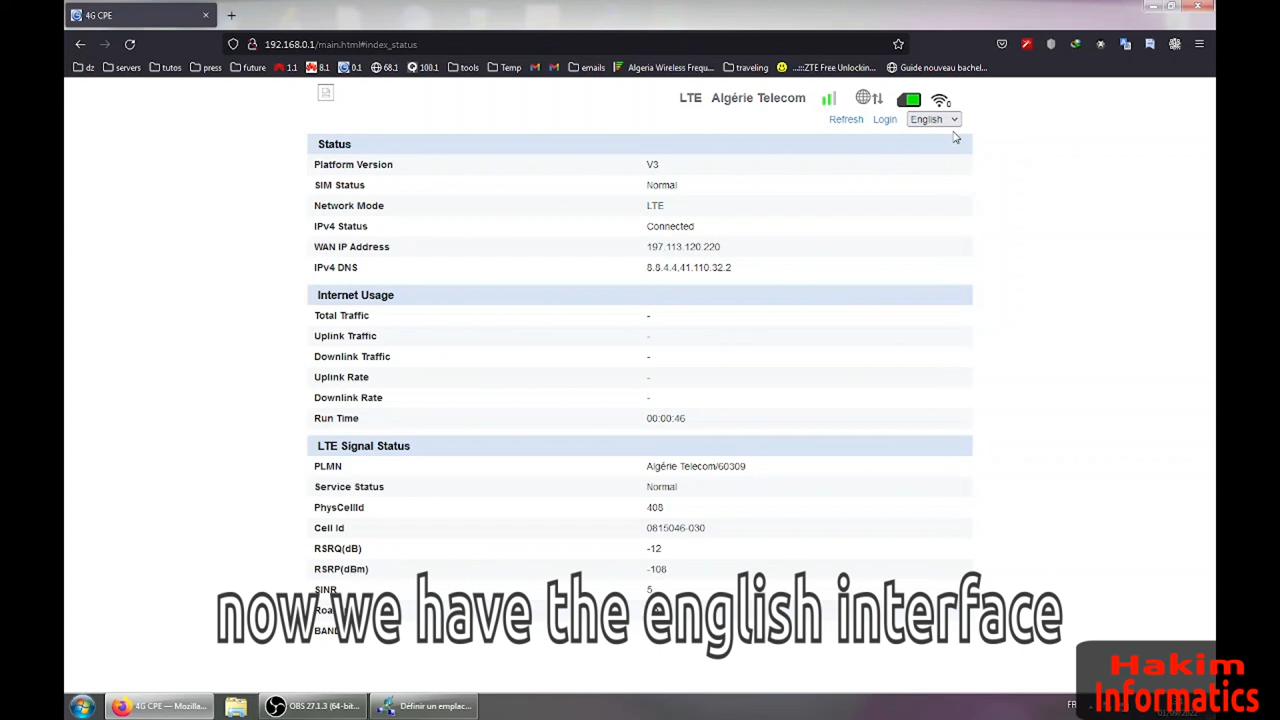 4G CPE
192.168.0.1/main.html#index_status
dz servers tutos press future 1.1 8.1 0.1 68.1 100.1 tools Temp emails Algeria Wireless Frequ... trending ...:::ZTE Free Unlockin... Guide nouveau bachel...
LTE Algérie Telecom
Refresh Login English
Status
Platform Version V3
SIM Status Normal
Network Mode LTE
IPv4 Status Connected
WAN IP Address 197.113.120.220
IPv4 DNS 8.8.4.4,41.110.32.2
Internet Usage
Total Traffic -
Uplink Traffic -
Downlink Traffic -
Uplink Rate -
Downlink Rate -
Run Time 00:00:46
LTE Signal Status
PLMN Algérie Telecom/60309
Service Status Normal
PhysCellId 408
Cell Id 0815046-030
RSRQ(dB) -12
RSRP(dBm) -108
SINR 5
BAND
now we have the english interface
Hakim
Informatics
4G CPE — Mozilla... OBS 27.1.3 (64-bit... Définir un emplac... FR